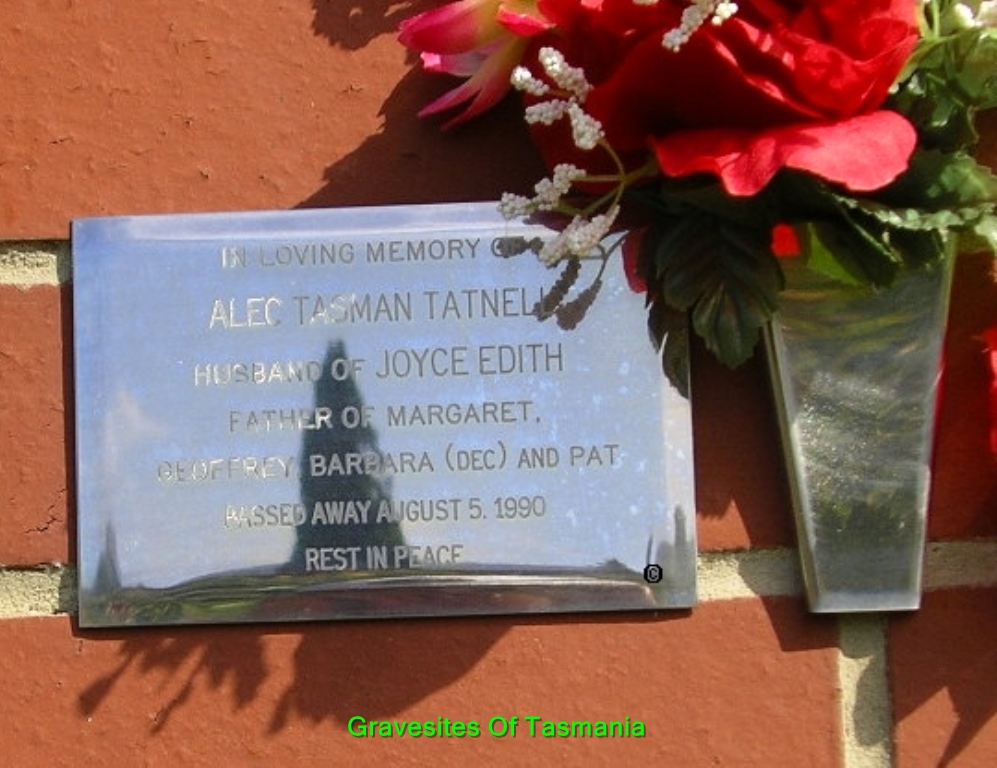 IN LOVING MEMORY OF
ALEC TASMAN TATNELL
HUSBAND OF JOYCE EDITH
FATHER OF MARGARET,
GEOFFREY, BARBARA (DEC) AND PAT
PASSED AWAY AUGUST 5. 1990
REST IN PEACE
©
Gravesites Of Tasmania